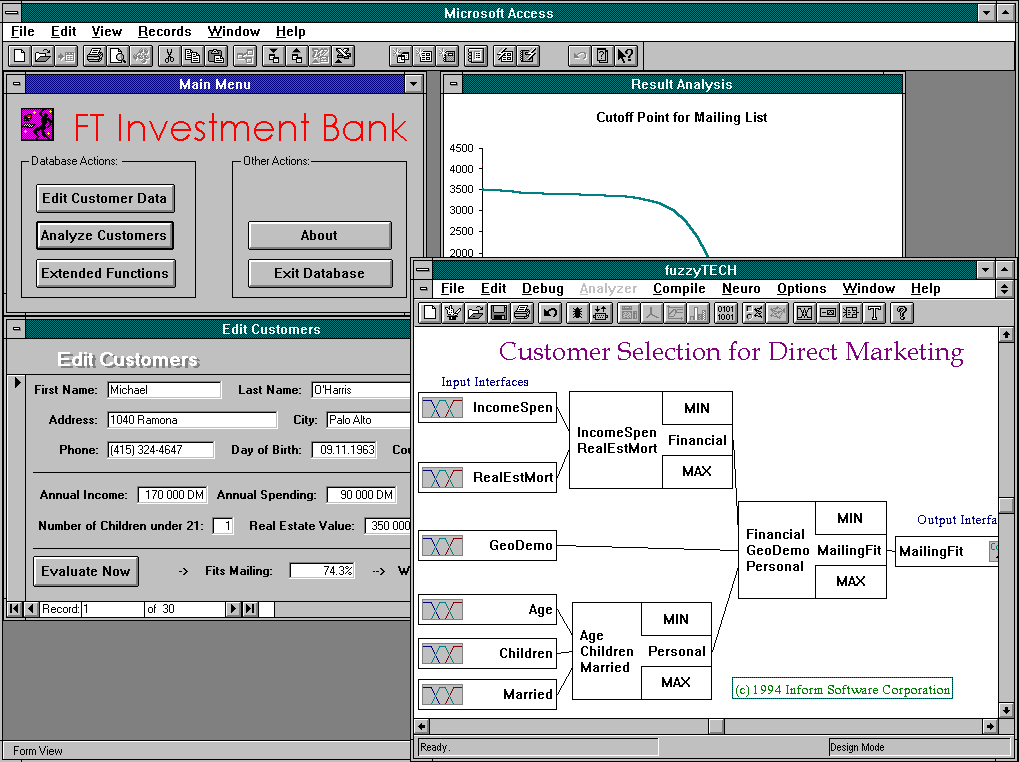 Microsoft Access
File Edit View Records Window Help
Main Menu
FT Investment Bank
Database Actions:
Edit Customer Data
Analyze Customers
Extended Functions
Other Actions:
About
Exit Database
Result Analysis
Cutoff Point for Mailing List
4500
4000
3500
3000
2500
2000
Edit Customers
Edit Customers
First Name: Michael Last Name: O'Harris
Address: 1040 Ramona City: Palo Alto
Phone: (415) 324-4647 Day of Birth: 09.11.1963 Cou
Annual Income: 170 000 DM Annual Spending: 90 000 DM
Number of Children under 21: 1 Real Estate Value: 350 000
Evaluate Now -> Fits Mailing: 74.3% --> W
Record: 1 of 30
Form View
fuzzyTECH
File Edit Debug Analyzer Compile Neuro Options Window Help
0101
1001
Customer Selection for Direct Marketing
Input Interfaces
IncomeSpen
RealEstMort
GeoDemo
Age
Children
Married
IncomeSpen
RealEstMort
MIN
Financial
MAX
Age
Children
Married
MIN
Personal
MAX
Financial
GeoDemo
Personal
MIN
MailingFit
MAX
Output Interfa
MailingFit
(c) 1994 Inform Software Corporation
Ready.
Design Mode